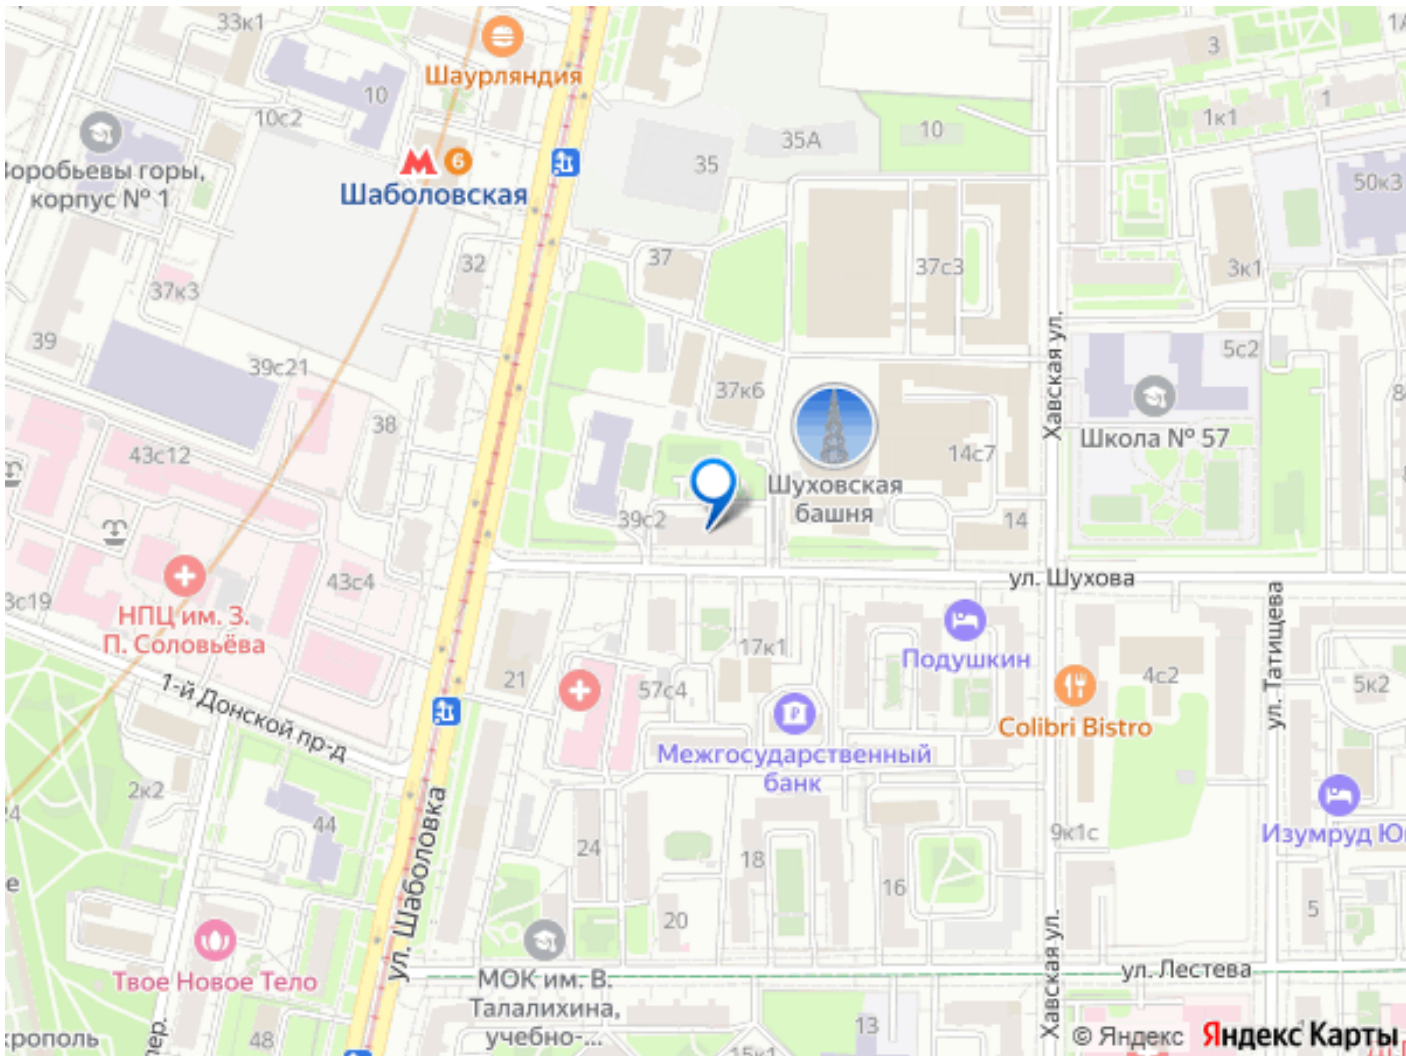 33к1
Шаурляндия
3
10
1
10с2
1к1
10
35А
35
6
Шаболовская
Воробьевы горы,
корпус № 1
50к3
37
32
37с3
3к1
37к3
39
39с21
5с2
37к6
Хавская ул.
38
Школа № 57
43с12
14с7
Шуховская
башня
39с2
14
43с4
ул. Шухова
НПЦ им. З.
П. Соловьёва
17к1
Подушкин
4с2
ул. Татищева
5к2
21
57с4
1-й Донской пр-д
Colibri Bistro
Межгосударственный
банк
2к2
44
24
ул. Шаболовка
18
16
9к1с
Изумруд Ю
20
5
Твое Новое Тело
МОК им. В.
Талалихина,
учебно-...
ул. Лестева
Хавская ул.
13
48
крополь
пер.
15к1
© Яндекс Яндекс Карты